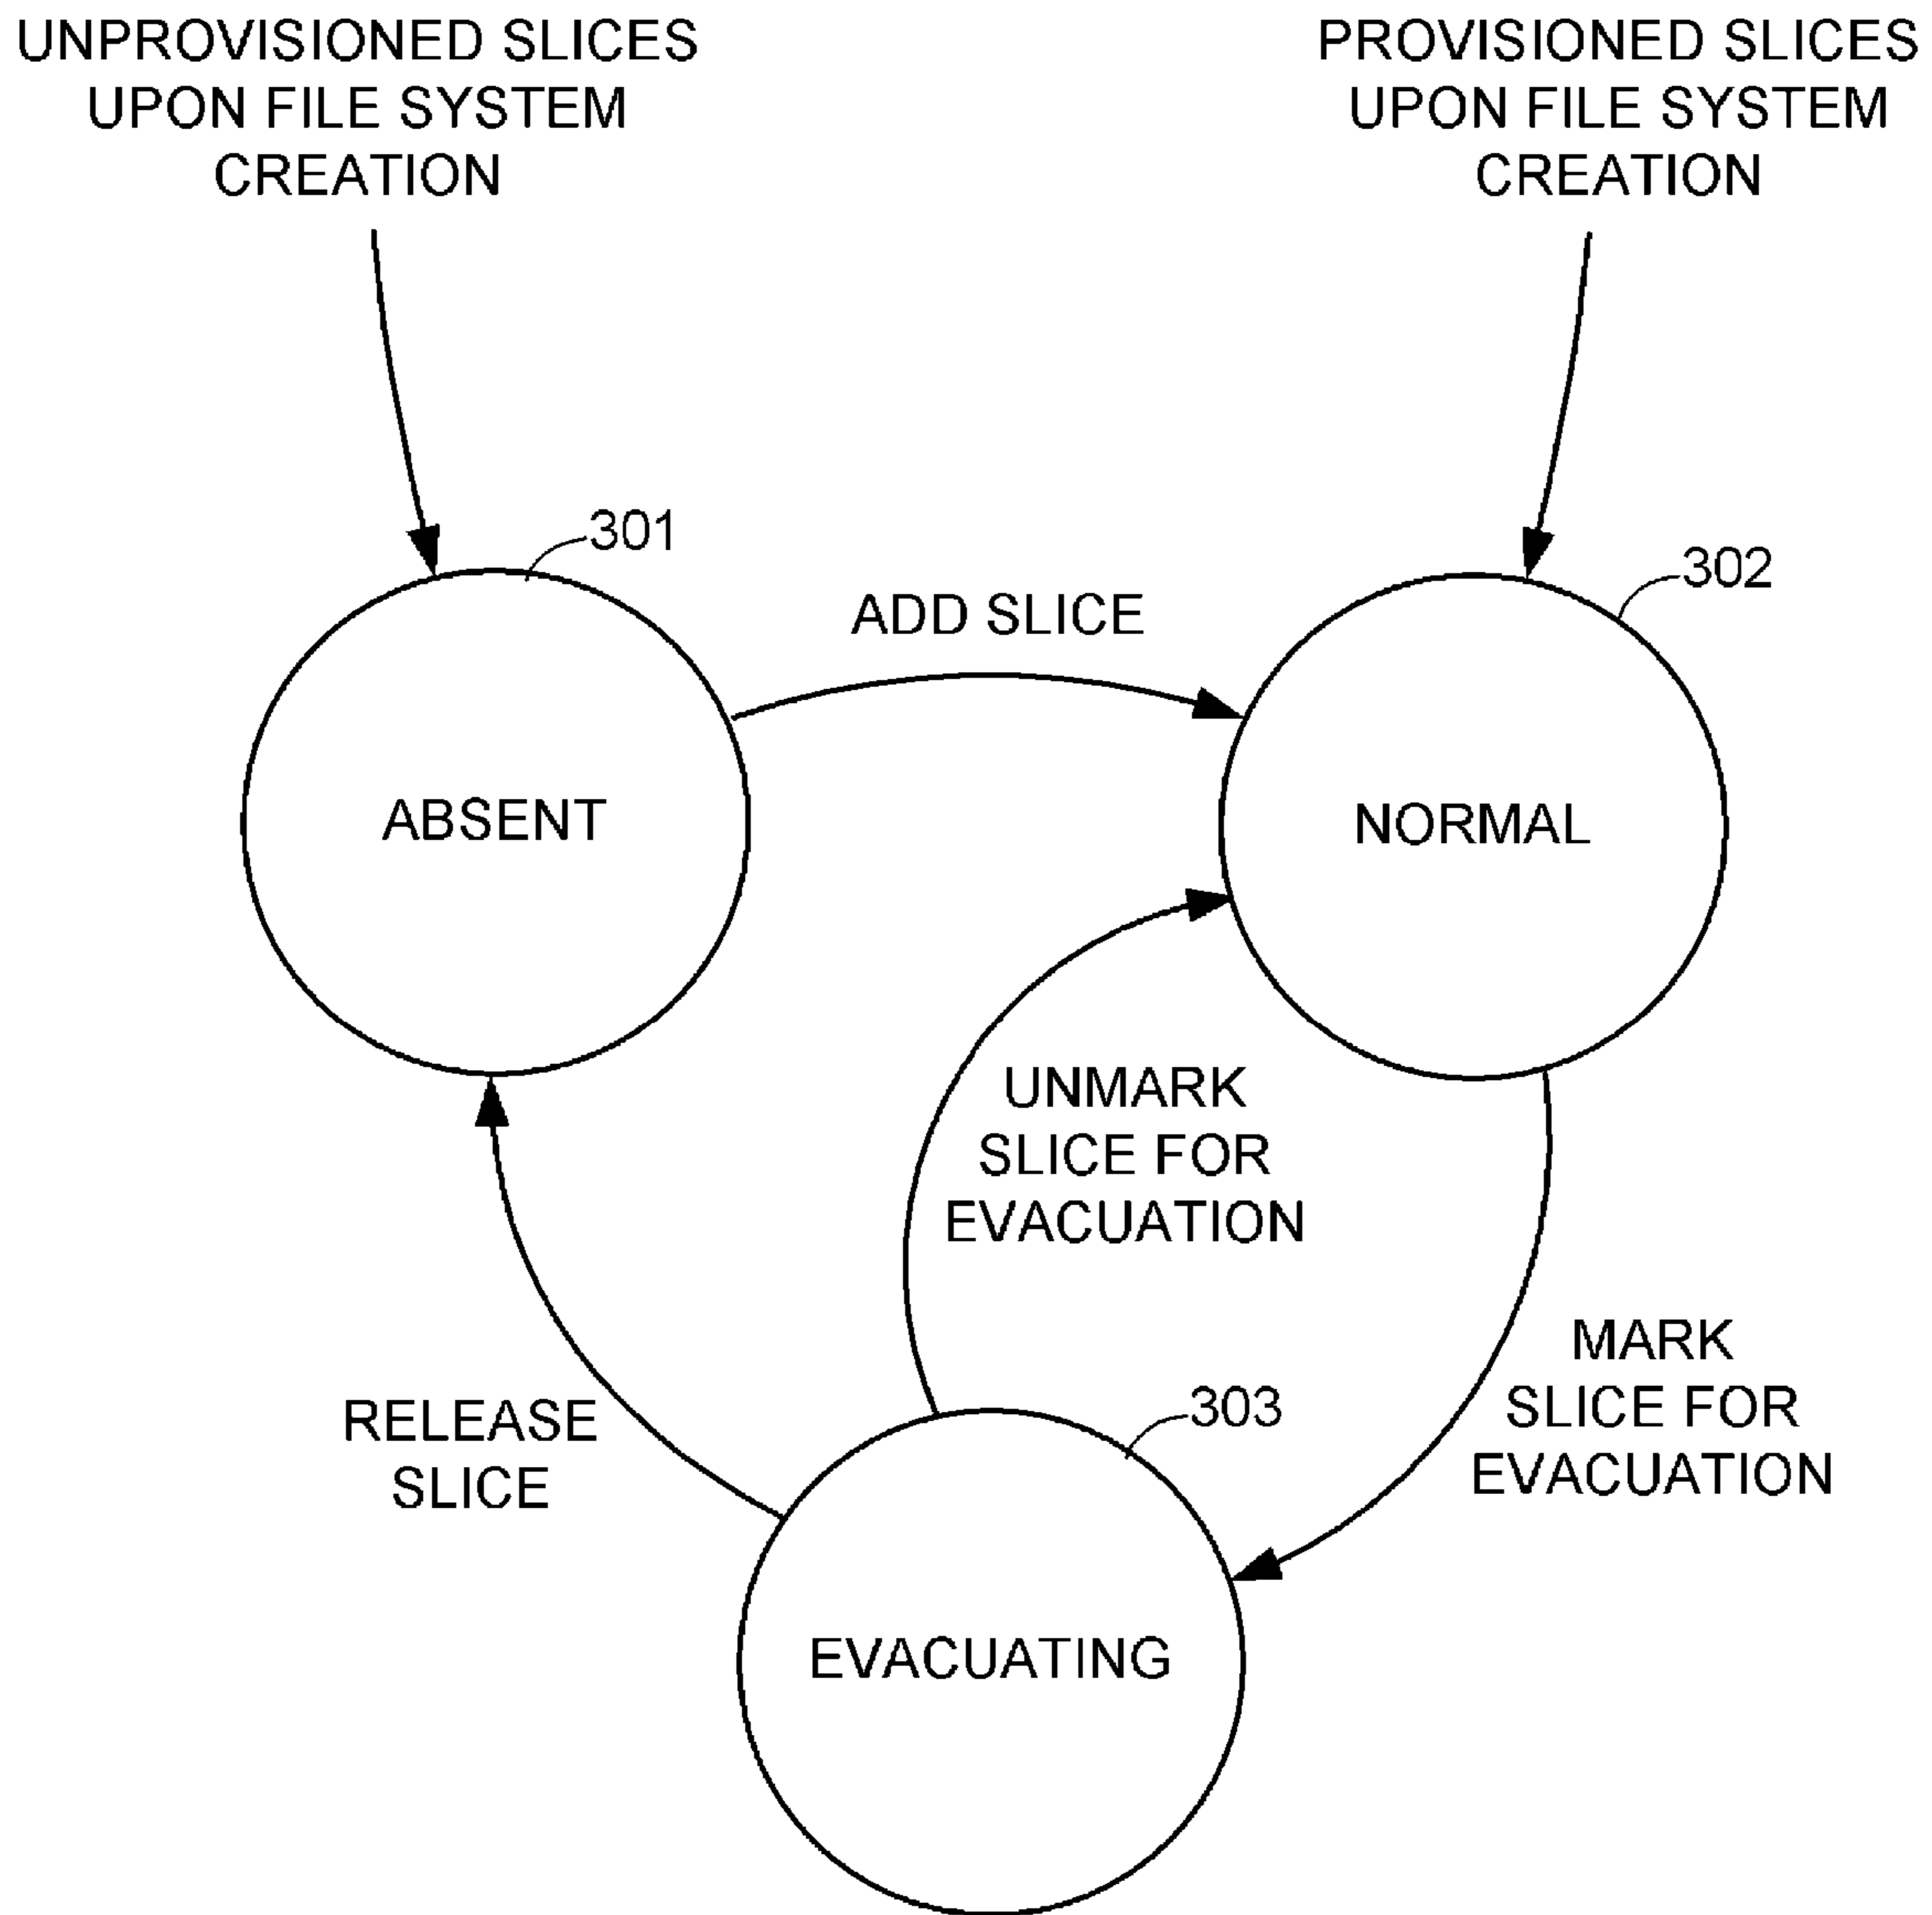 UNPROVISIONED SLICES
UPON FILE SYSTEM
CREATION
PROVISIONED SLICES
UPON FILE SYSTEM
CREATION
301
302
ADD SLICE
ABSENT
NORMAL
UNMARK
SLICE FOR
EVACUATION
MARK
SLICE FOR
EVACUATION
RELEASE
SLICE
303
EVACUATING